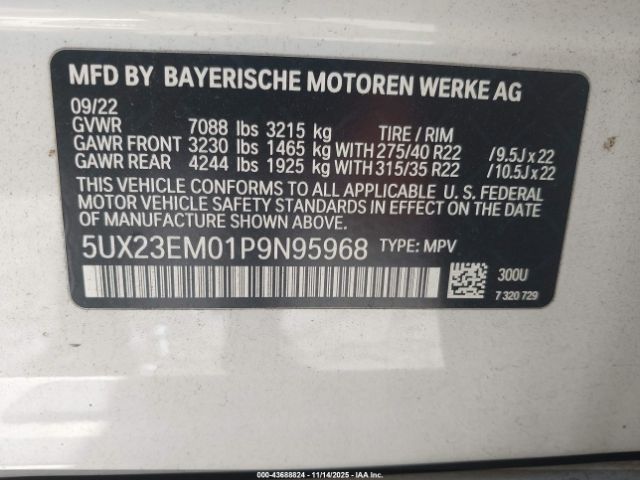 MFD BY BAYERISCHE MOTOREN WERKE AG
09/22
GVWR 7088 lbs 3215 kg TIRE / RIM
GAWR FRONT 3230 lbs 1465 kg WITH 275/40 R22 /9.5J x 22
GAWR REAR 4244 lbs 1925 kg WITH 315/35 R22 /10.5J x 22
THIS VEHICLE CONFORMS TO ALL APPLICABLE U. S. FEDERAL
MOTOR VEHICLE SAFETY STANDARDS IN EFFECT ON THE DATE OF
MANUFACTURE SHOWN ABOVE.
5UX23EM01P9N95968 TYPE: MPV
300U
7 320 729
000-43688824 - 11/14/2025 - IAAI Inc.